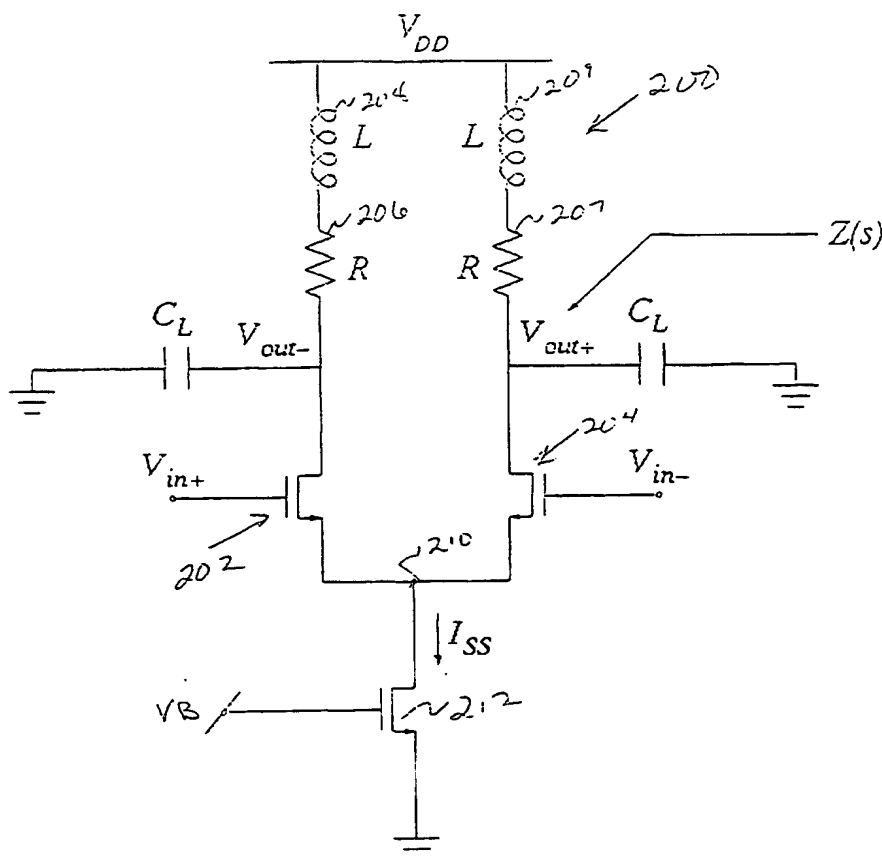 V_DD
204
209
200
L
L
206
207
Z(s)
R
R
C_L
V_out-
V_out+
C_L
204
V_in+
V_in-
202
210
I_SS
VB
212